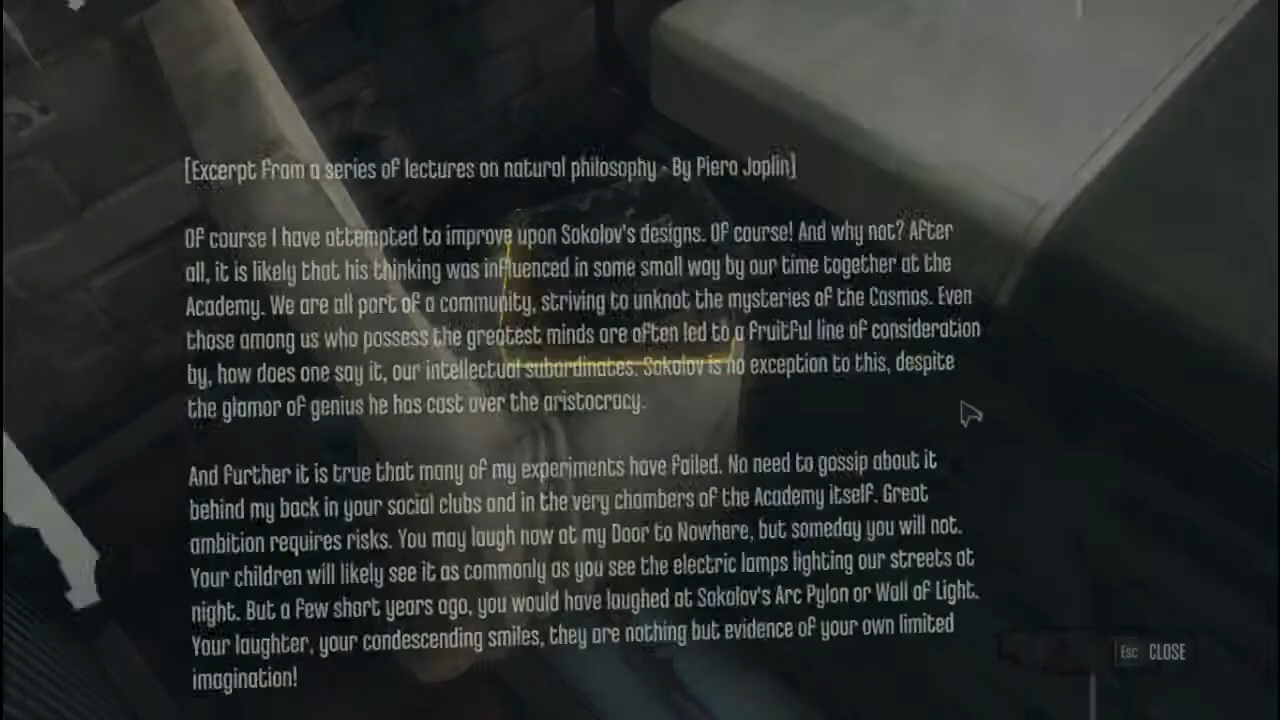 [Excerpt from a series of lectures on natural philosophy - By Piero Joplin]
Of course I have attempted to improve upon Sokolov's designs. Of course! And why not? After
all, it is likely that his thinking was influenced in some small way by our time together at the
Academy. We are all part of a community, striving to unknot the mysteries of the Cosmos. Even
those among us who possess the greatest minds are often led to a fruitful line of consideration
by, how does one say it, our intellectual subordinates. Sokolov is no exception to this, despite
the glamor of genius he has cast over the aristocracy.
And further it is true that many of my experiments have failed. No need to gossip about it
behind my back in your social clubs and in the very chambers of the Academy itself. Great
ambition requires risks. You may laugh now at my Door to Nowhere, but someday you will not.
Your children will likely see it as commonly as you see the electric lamps lighting our streets at
night. But a few short years ago, you would have laughed at Sokolov's Arc Pylon or Wall of Light.
Your laughter, your condescending smiles, they are nothing but evidence of your own limited
imagination!
Esc CLOSE